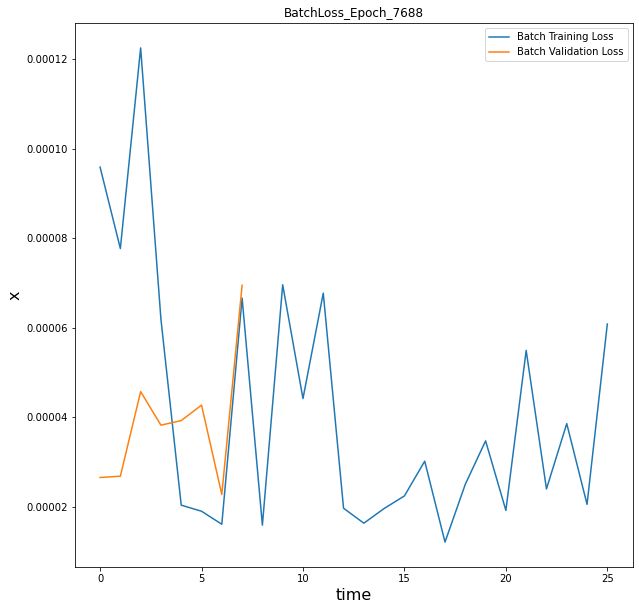 BatchLoss_Epoch_7688
Batch Training Loss
Batch Validation Loss
0.00012
0.00010
0.00008
0.00006
0.00004
0.00002
x
0 5 10 15 20 25
time